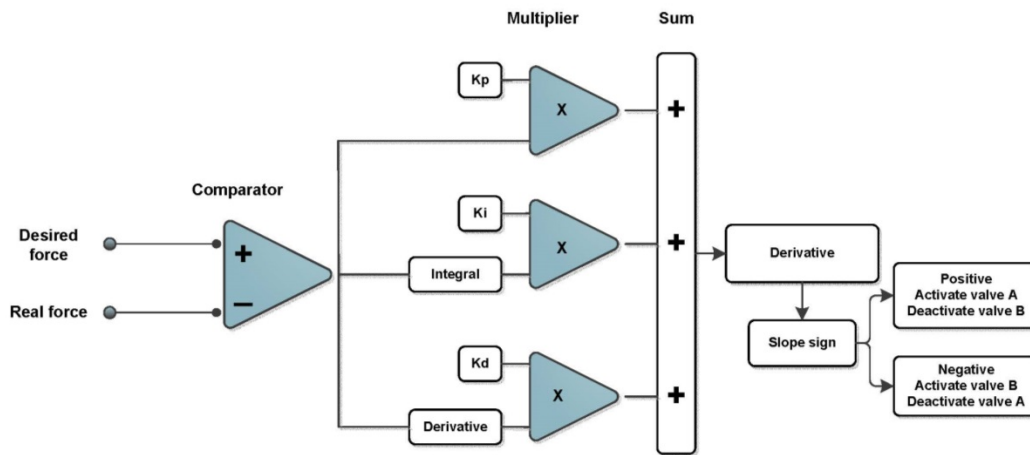 Multiplier
Sum
Kp
X
+
Comparator
Desired
force
+
Real force
−
Ki
X
+
Integral
Kd
X
+
Derivative
Derivative
Slope sign
Positive
Activate valve A
Deactivate valve B
Negative
Activate valve B
Deactivate valve A